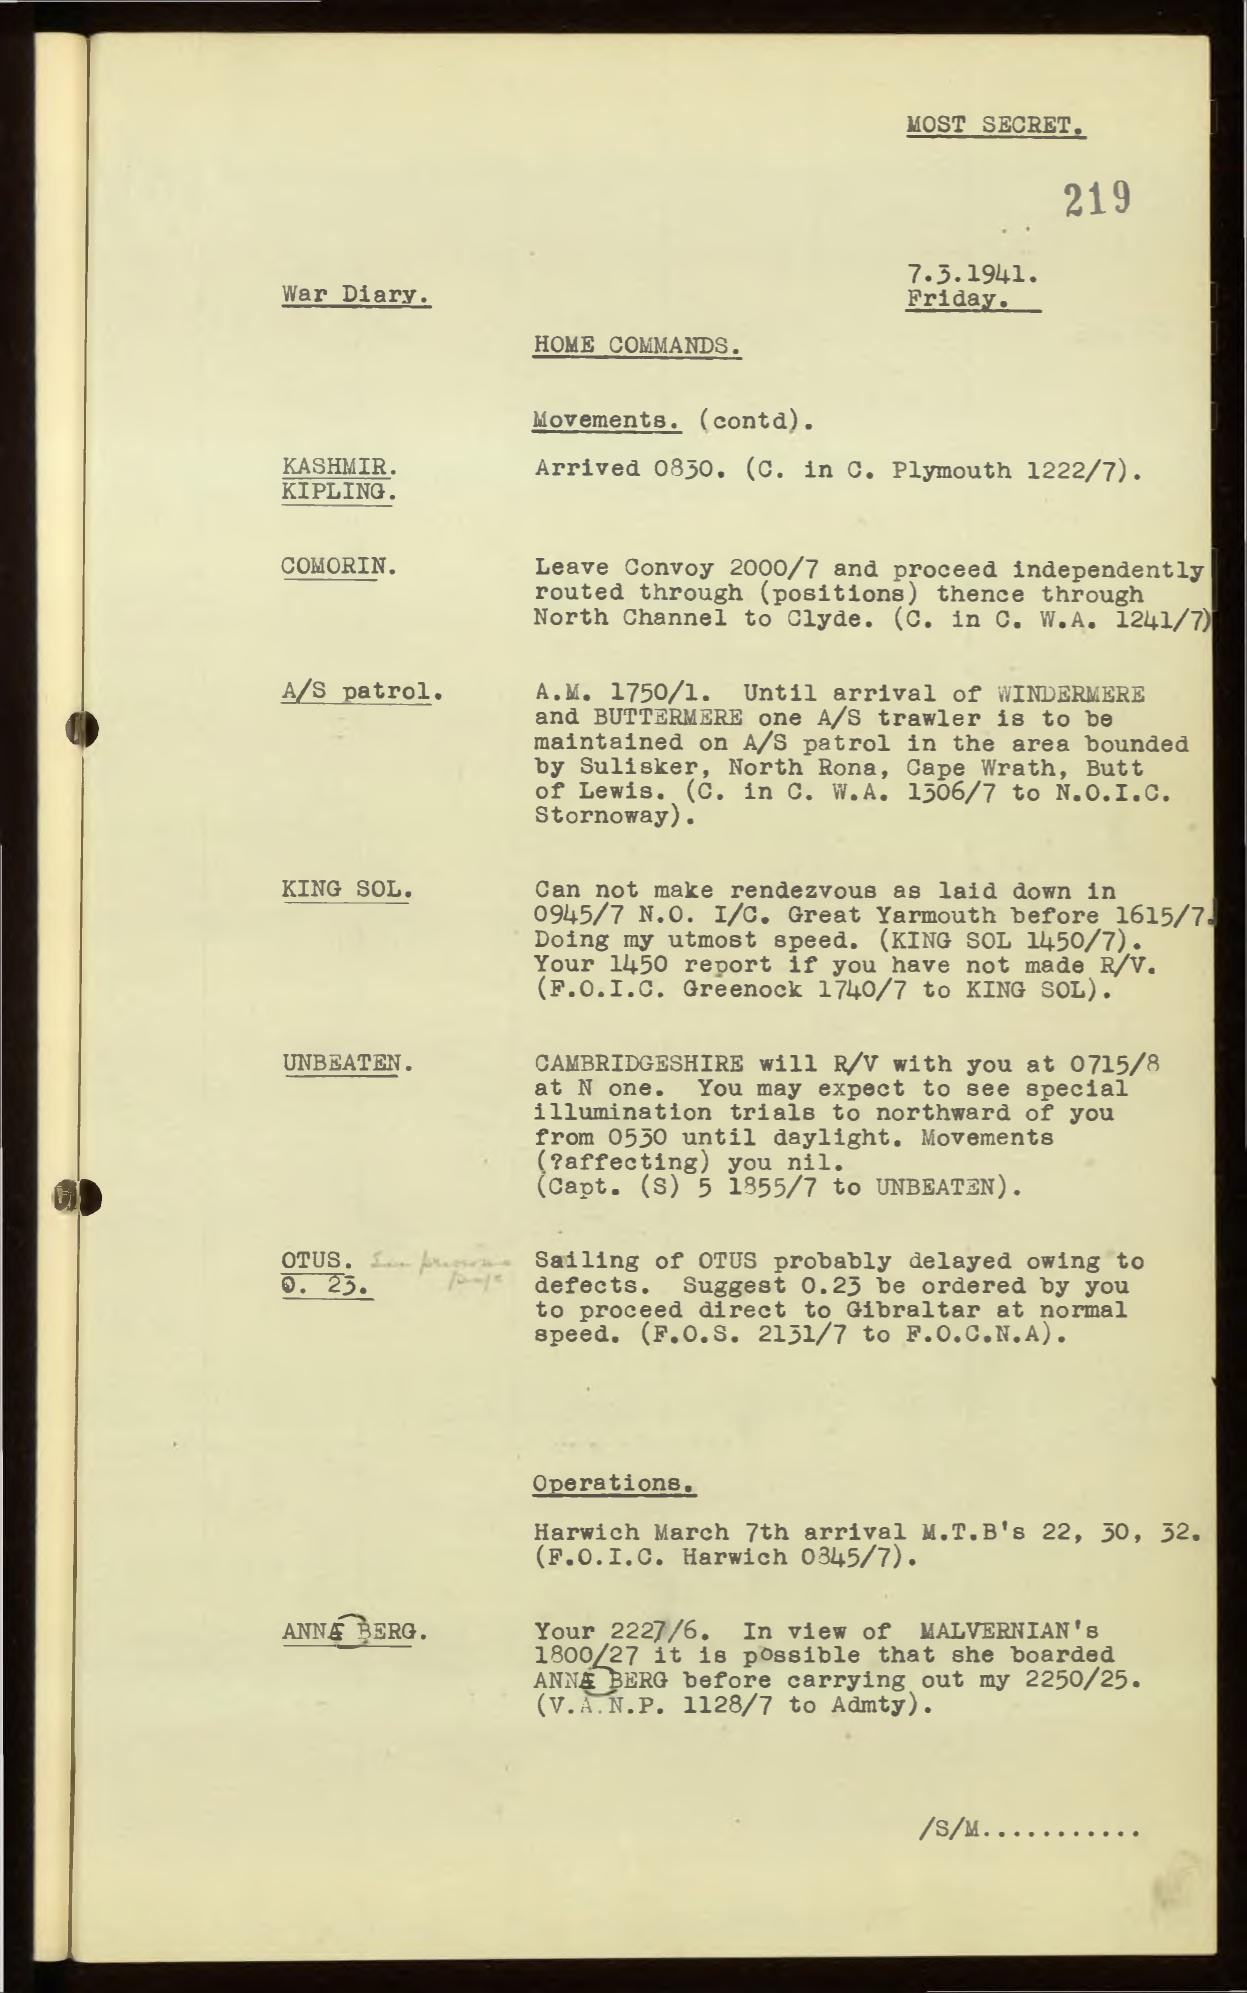 MOST SECRET.
219
7.3.1941.
War Diary.
Friday.
HOME COMMANDS.
Movements. (contd).
KASHMIR.
KIPLING.
Arrived 0830. (C. in C. Plymouth 1222/7).
COMORIN.
Leave Convoy 2000/7 and proceed independently
routed through (positions) thence through
North Channel to Clyde. (C. in C. W.A. 1241/7)
A/S patrol.
A.M. 1750/1. Until arrival of WINDERMERE
and BUTTERMERE one A/S trawler is to be
maintained on A/S patrol in the area bounded
by Sulisker, North Rona, Cape Wrath, Butt
of Lewis. (C. in C. W.A. 1306/7 to N.O.I.C.
Stornoway).
KING SOL.
Can not make rendezvous as laid down in
0945/7 N.O. I/C. Great Yarmouth before 1615/7.
Doing my utmost speed. (KING SOL 1450/7).
Your 1450 report if you have not made R/V.
(F.O.I.C. Greenock 1740/7 to KING SOL).
UNBEATEN.
CAMBRIDGESHIRE will R/V with you at 0715/8
at N one. You may expect to see special
illumination trials to northward of you
from 0530 until daylight. Movements
(?affecting) you nil.
(Capt. (S) 5 1855/7 to UNBEATEN).
OTUS. See previous
page
O. 23.
Sailing of OTUS probably delayed owing to
defects. Suggest O.23 be ordered by you
to proceed direct to Gibraltar at normal
speed. (F.O.S. 2131/7 to F.O.C.N.A).
Operations.
Harwich March 7th arrival M.T.B's 22, 30, 32.
(F.O.I.C. Harwich 0845/7).
ANNÆ BERG.
Your 2227/6. In view of MALVERNIAN's
1800/27 it is possible that she boarded
ANNÆ BERG before carrying out my 2250/25.
(V.A.N.P. 1128/7 to Admty).
/S/M...........